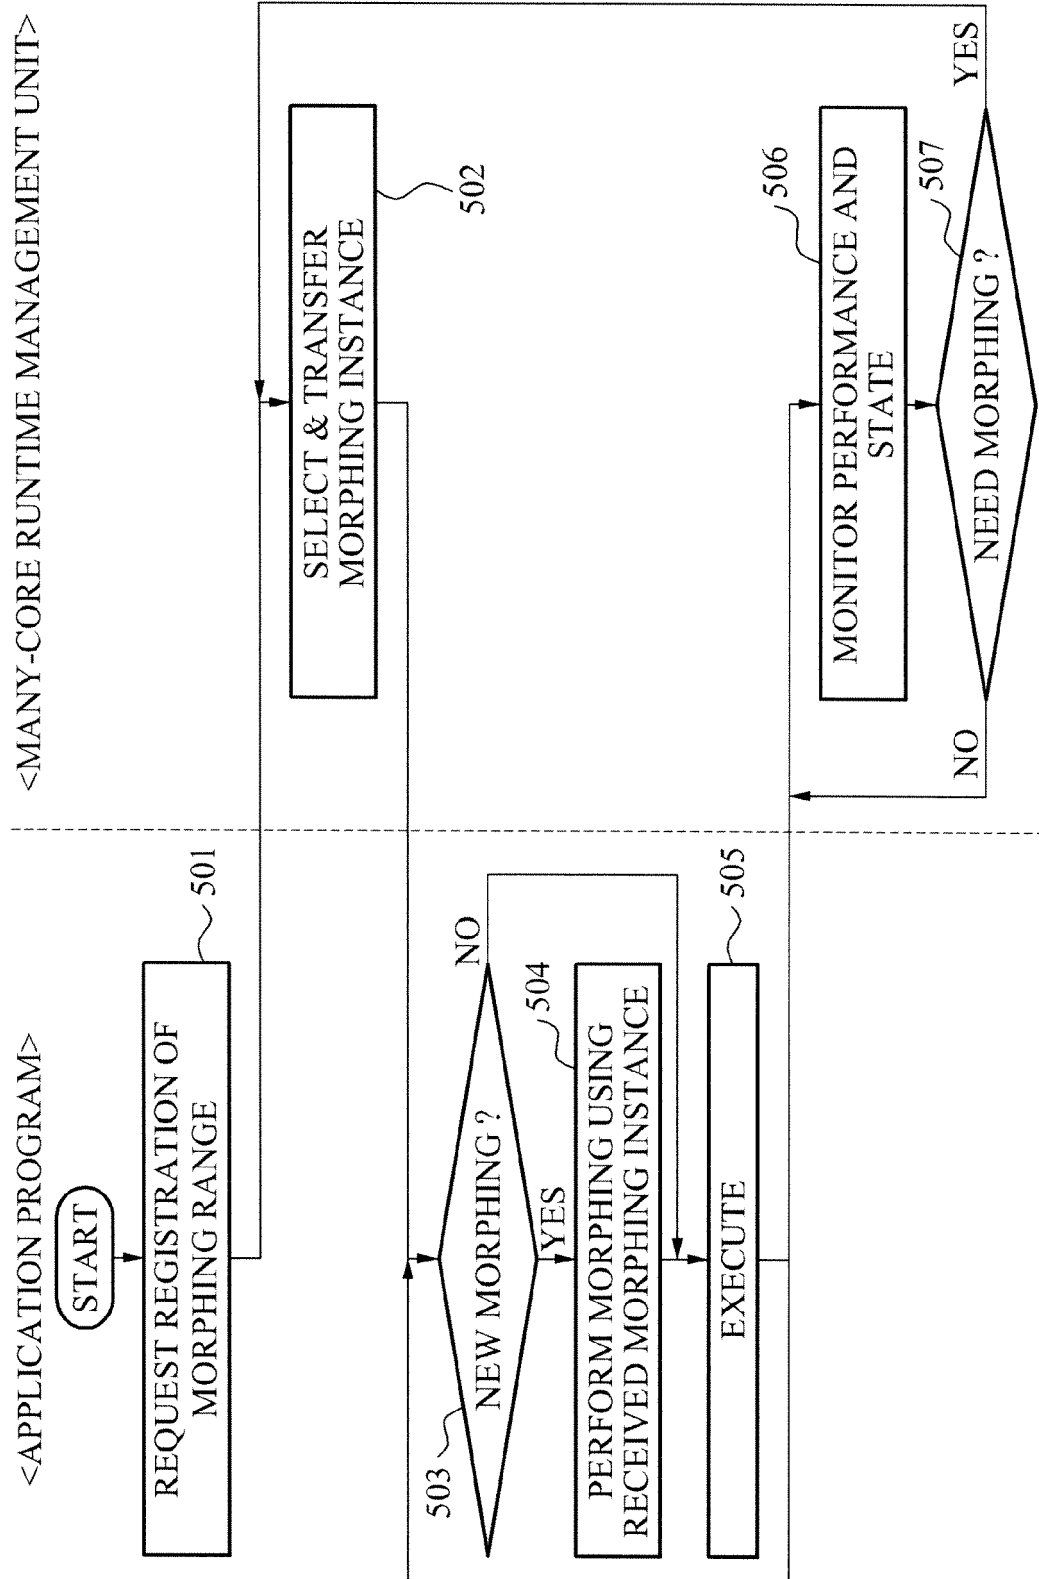 <APPLICATION PROGRAM>
<MANY-CORE RUNTIME MANAGEMENT UNIT>
START
REQUEST REGISTRATION OF
MORPHING RANGE
501
SELECT & TRANSFER
MORPHING INSTANCE
502
503
NEW MORPHING ?
NO
YES
504
PERFORM MORPHING USING
RECEIVED MORPHING INSTANCE
EXECUTE
505
MONITOR PERFORMANCE AND
STATE
506
NEED MORPHING ?
507
NO
YES